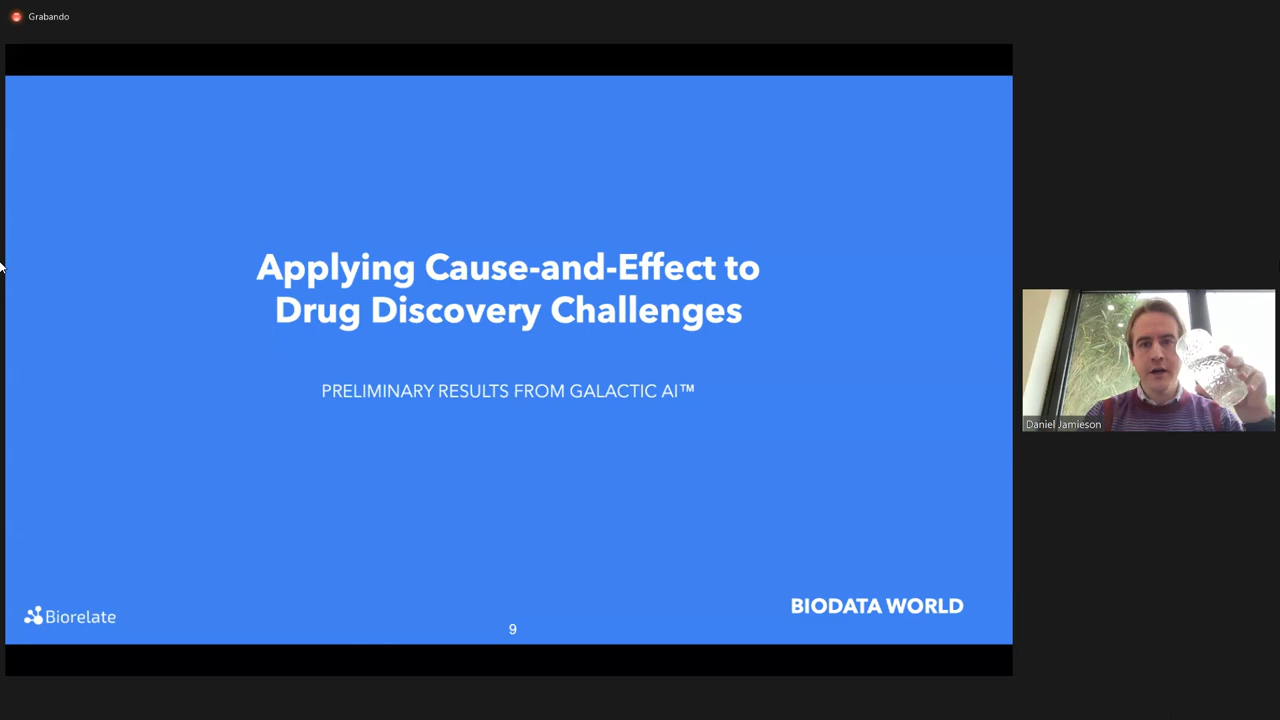 Grabando
Applying Cause-and-Effect to
Drug Discovery Challenges
PRELIMINARY RESULTS FROM GALACTIC AI™
Daniel Jamieson
Biorelate
BIODATA WORLD
9